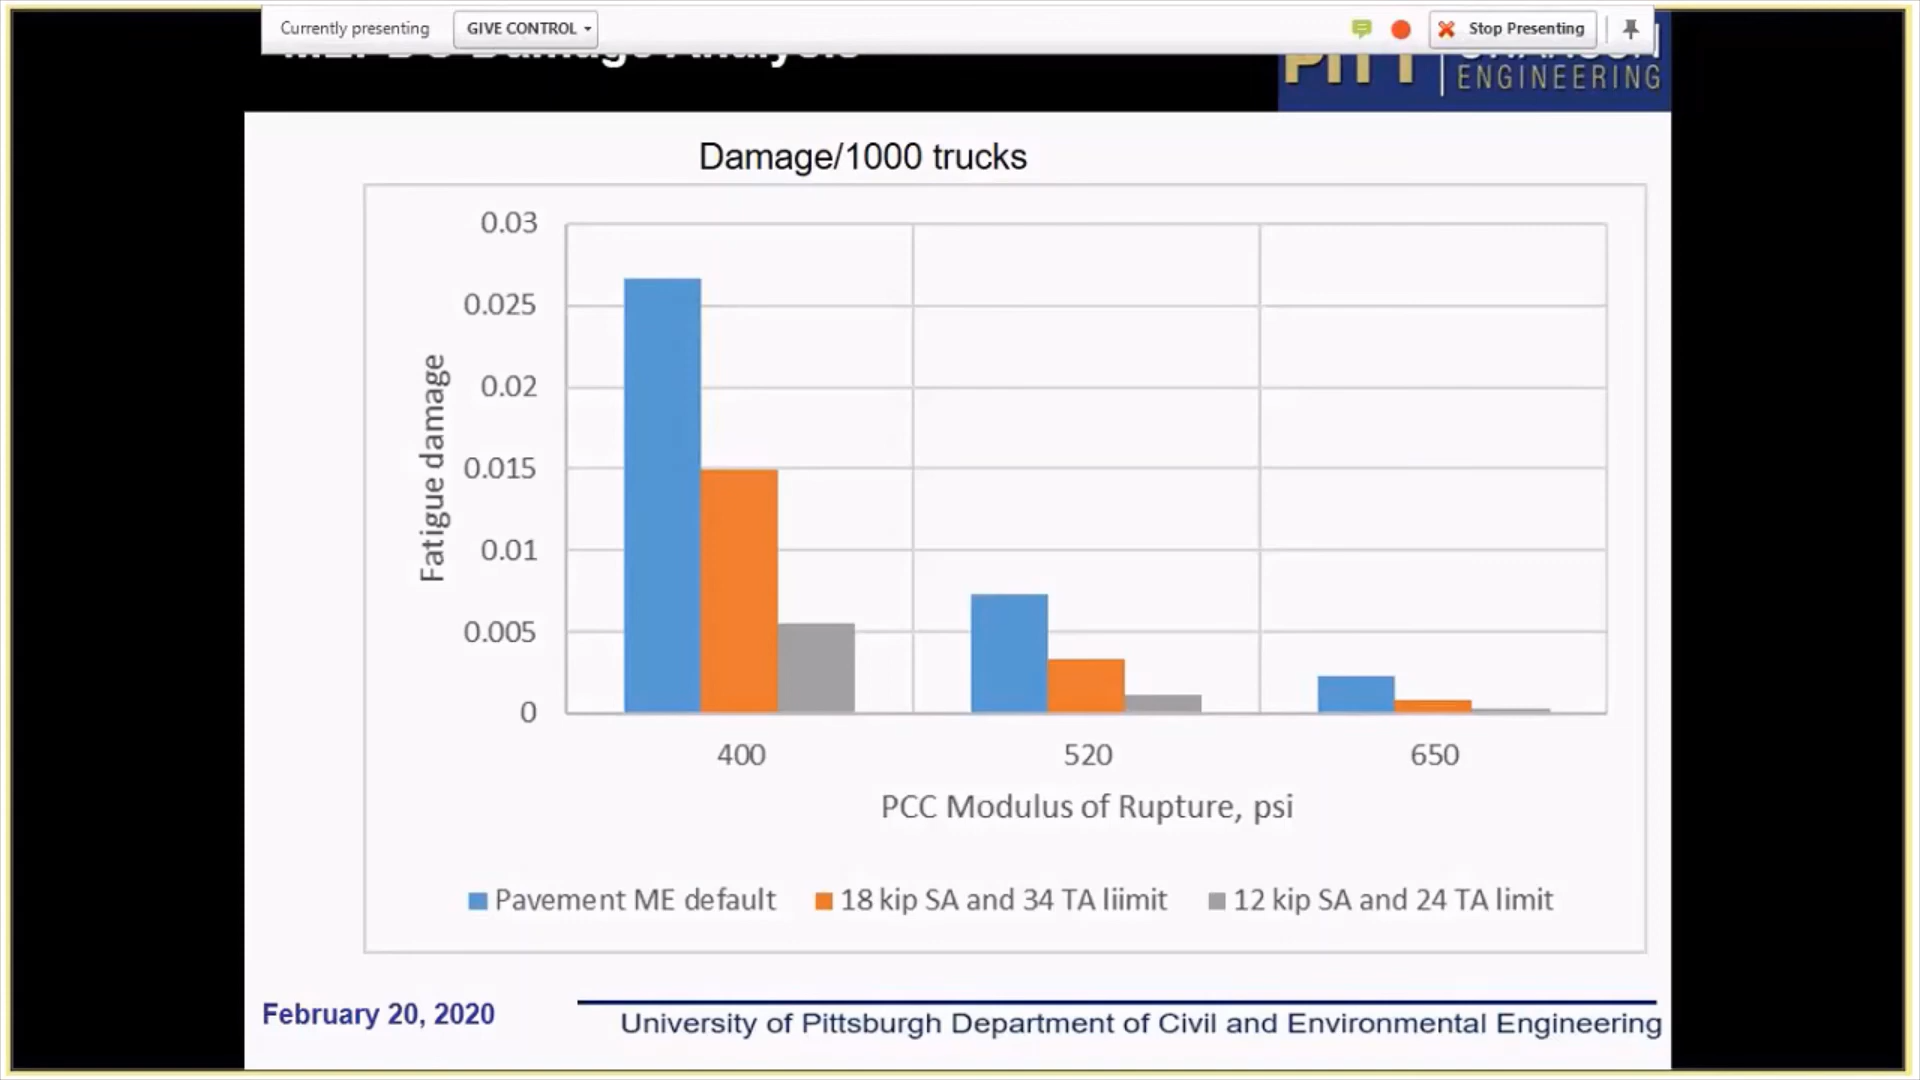 Currently presenting GIVE CONTROL Stop Presenting
Damage Analysis
PITT ENGINEERING
Damage/1000 trucks
0.03
0.025
0.02
0.015
0.01
0.005
0
Fatigue damage
400 520 650
PCC Modulus of Rupture, psi
Pavement ME default 18 kip SA and 34 TA liimit 12 kip SA and 24 TA limit
February 20, 2020
University of Pittsburgh Department of Civil and Environmental Engineering